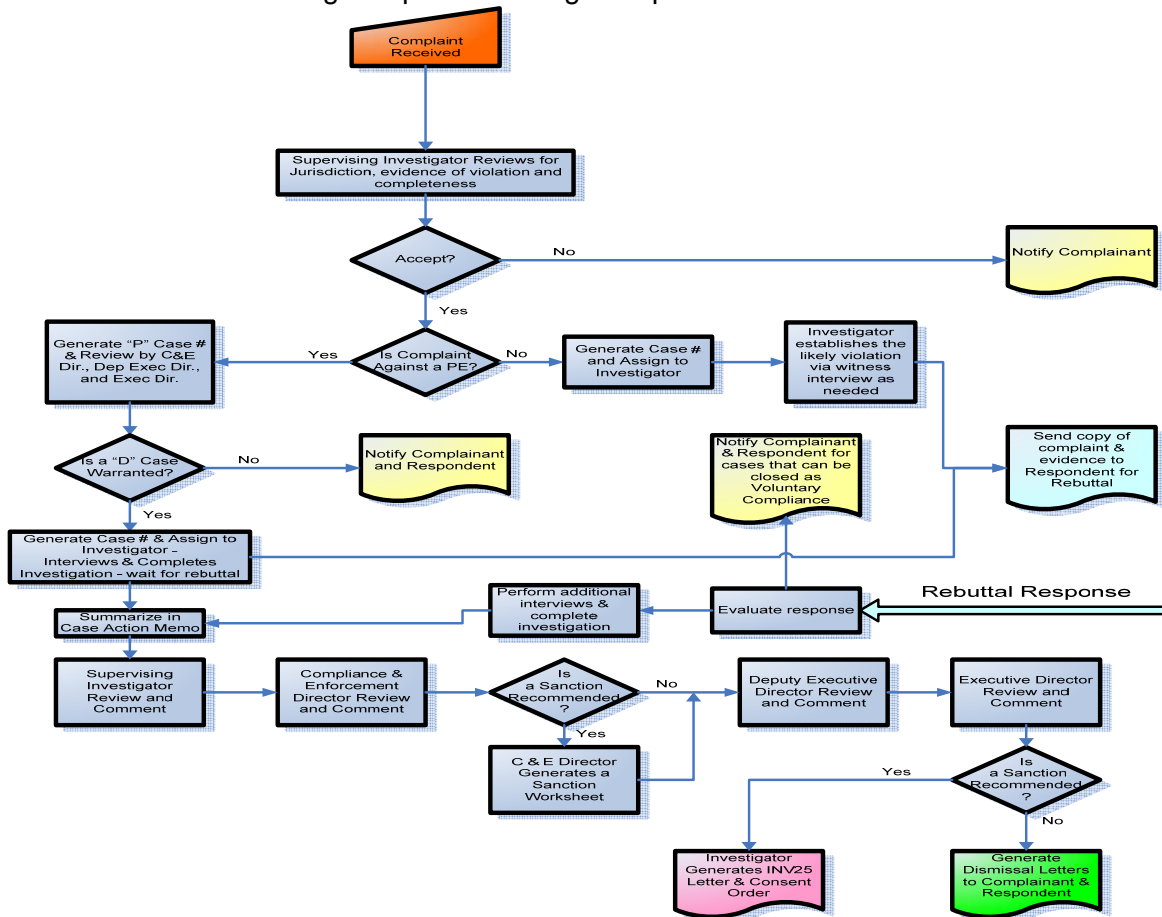 Complaint
Received
Supervising Investigator Reviews for
Jurisdiction, evidence of violation and
completeness
Accept?
No
Notify Complainant
Yes
Generate “P” Case #
& Review by C&E
Dir., Dep Exec Dir.,
and Exec Dir.
Yes
Is Complaint
Against a PE?
No
Generate Case #
and Assign to
Investigator
Investigator
establishes the
likely violation
via witness
interview as
needed
Is a “D” Case
Warranted?
No
Notify Complainant
and Respondent
Notify Complainant
& Respondent for
cases that can be
closed as
Voluntary
Compliance
Send copy of
complaint &
evidence to
Respondent for
Rebuttal
Yes
Generate Case # & Assign to
Investigator –
Interviews & Completes
Investigation – wait for rebuttal
Summarize in
Case Action Memo
Perform additional
interviews &
complete
investigation
Evaluate response
Rebuttal Response
Supervising
Investigator
Review and
Comment
Compliance &
Enforcement
Director Review
and Comment
Is
a Sanction
Recommended
?
No
Yes
C & E Director
Generates a
Sanction
Worksheet
Deputy Executive
Director Review
and Comment
Executive Director
Review and
Comment
Is
a Sanction
Recommended
?
Yes
No
Investigator
Generates INV25
Letter & Consent
Order
Generate
Dismissal Letters
to Complainant &
Respondent